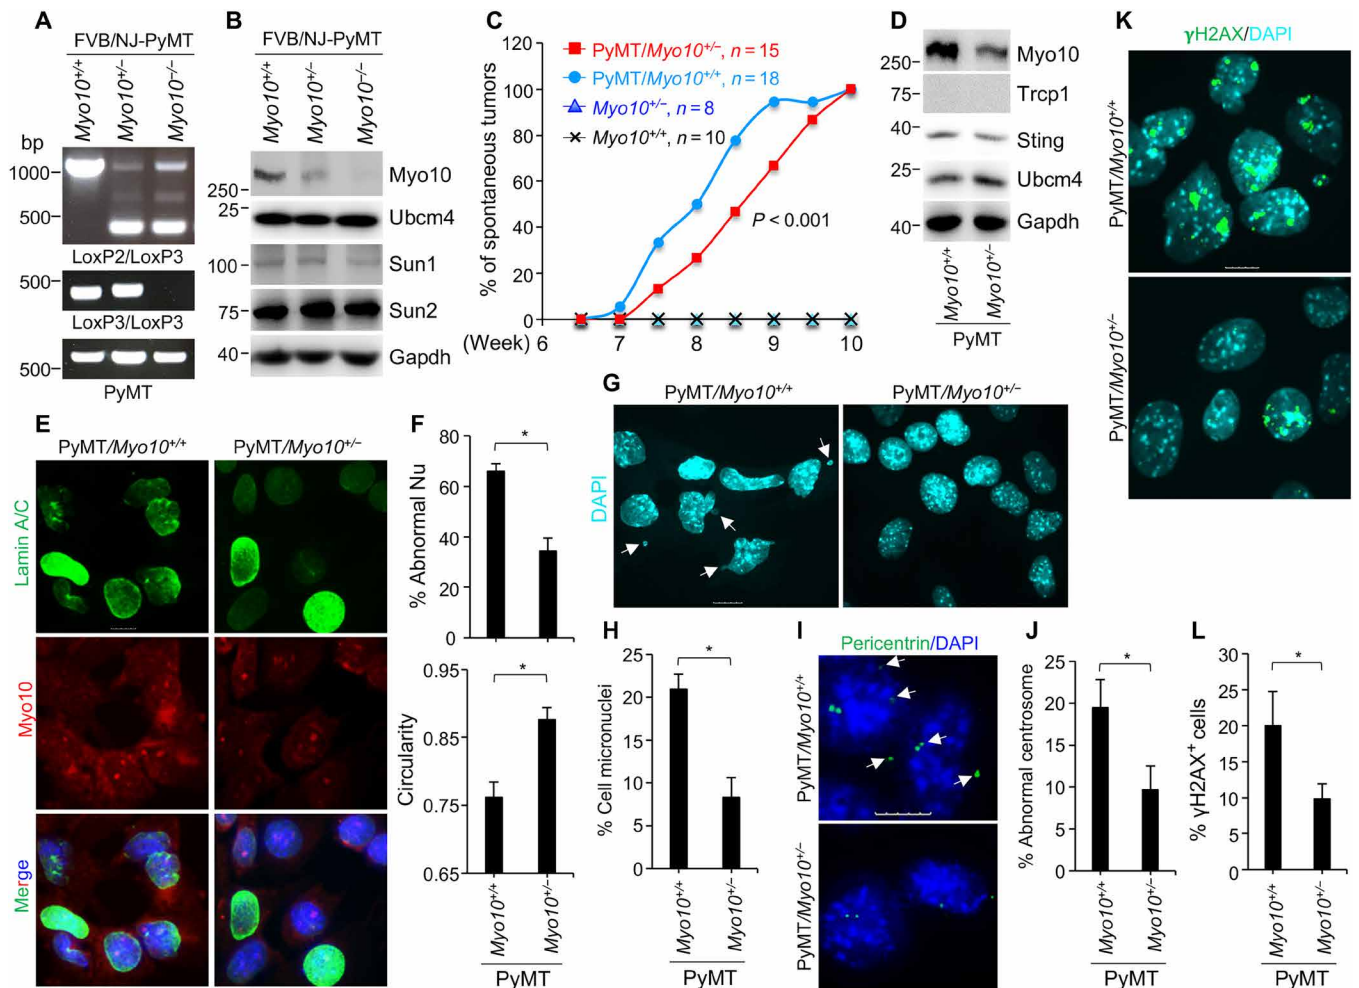 A
FVB/NJ-PyMT
Myo10+/+
Myo10+/−
Myo10−/−
bp
1000
500
LoxP2/LoxP3
500
LoxP3/LoxP3
500
PyMT
B
FVB/NJ-PyMT
Myo10+/+
Myo10+/−
Myo10−/−
250
Myo10
25
Ubcm4
100
Sun1
75
Sun2
40
Gapdh
C
% of spontaneous tumors
120
100
80
60
40
20
0
PyMT/Myo10+/−, n = 15
PyMT/Myo10+/+, n = 18
Myo10+/−, n = 8
Myo10+/+, n = 10
P < 0.001
(Week) 6 7 8 9 10
D
250
Myo10
75
Trcp1
40
Sting
25
Ubcm4
40
Gapdh
Myo10+/+
Myo10+/−
PyMT
K
γH2AX/DAPI
PyMT/Myo10+/+
PyMT/Myo10+/−
E
PyMT/Myo10+/+ PyMT/Myo10+/−
Lamin A/C
Myo10
Merge
F
% Abnormal Nu
80
60
40
60
0
*
Circularity
0.95
0.85
0.75
0.65
*
Myo10+/+
Myo10+/−
PyMT
G
PyMT/Myo10+/+ PyMT/Myo10+/−
DAPI
H
% Cell micronuclei
25
20
15
10
5
0
*
Myo10+/+
Myo10+/−
PyMT
I
Pericentrin/DAPI
PyMT/Myo10+/+
PyMT/Myo10+/−
J
% Abnormal centrosome
25
20
15
10
5
0
*
Myo10+/+
Myo10+/−
PyMT
L
% γH2AX+ cells
30
25
20
15
10
5
0
*
Myo10+/+
Myo10+/−
PyMT